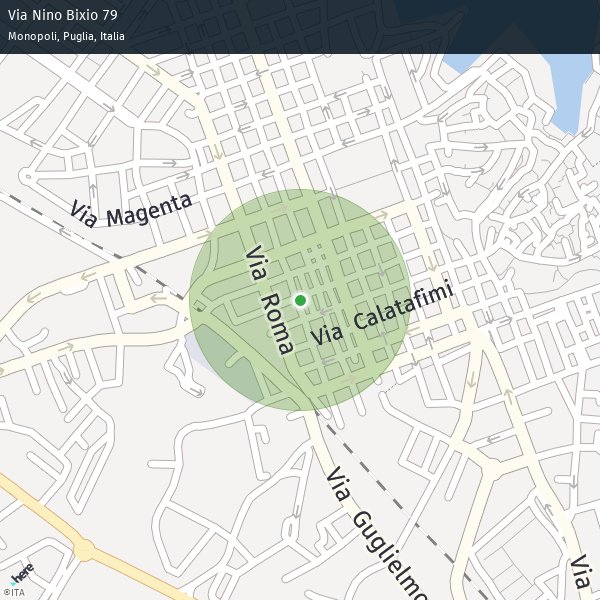 Via Nino Bixio 79
Monopoli, Puglia, Italia
Via Magenta
Via Roma
Via Calatafimi
Via Guglielmo
Via
here
©ITA